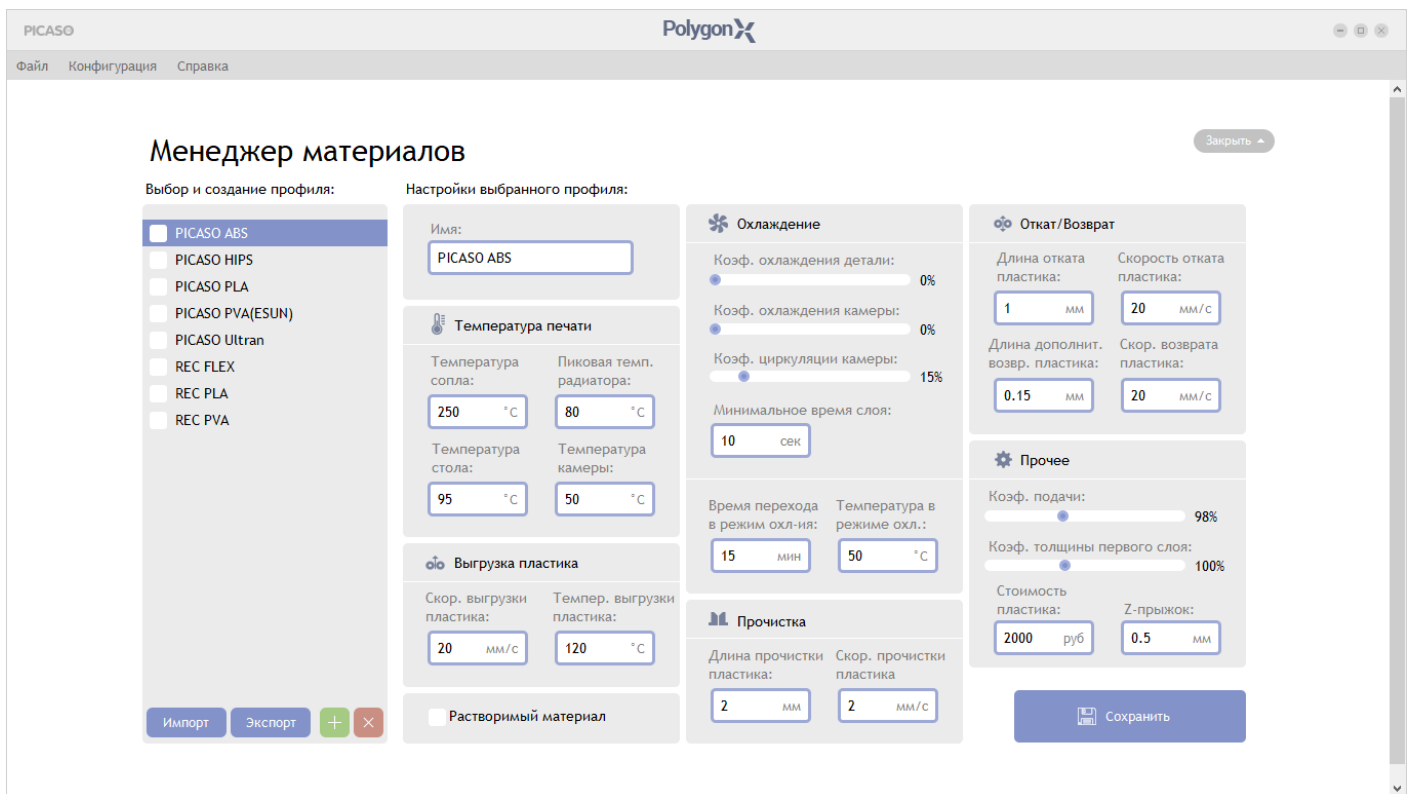 PICASO
PolygonX
Файл Конфигурация Справка
Менеджер материалов
Закрыть
Выбор и создание профиля:
PICASO ABS
PICASO HIPS
PICASO PLA
PICASO PVA(ESUN)
PICASO Ultran
REC FLEX
REC PLA
REC PVA
Импорт Экспорт
Настройки выбранного профиля:
Имя:
PICASO ABS
Температура печати
Температура
сопла:
250 °C
Пиковая темп.
радиатора:
80 °C
Температура
стола:
95 °C
Температура
камеры:
50 °C
Выгрузка пластика
Скор. выгрузки
пластика:
20 мм/с
Темпер. выгрузки
пластика:
120 °C
Растворимый материал
Охлаждение
Коэф. охлаждения детали:
0%
Коэф. охлаждения камеры:
0%
Коэф. циркуляции камеры:
15%
Минимальное время слоя:
10 сек
Время перехода
в режим охл-ия:
15 мин
Температура в
режиме охл.:
50 °C
Прочистка
Длина прочистки
пластика:
2 мм
Скор. прочистки
пластика
2 мм/с
Откат/Возврат
Длина отката
пластика:
1 мм
Скорость отката
пластика:
20 мм/с
Длина дополнит.
возвр. пластика:
0.15 мм
Скор. возврата
пластика:
20 мм/с
Прочее
Коэф. подачи:
98%
Коэф. толщины первого слоя:
100%
Стоимость
пластика:
2000 руб
Z-прыжок:
0.5 мм
Сохранить